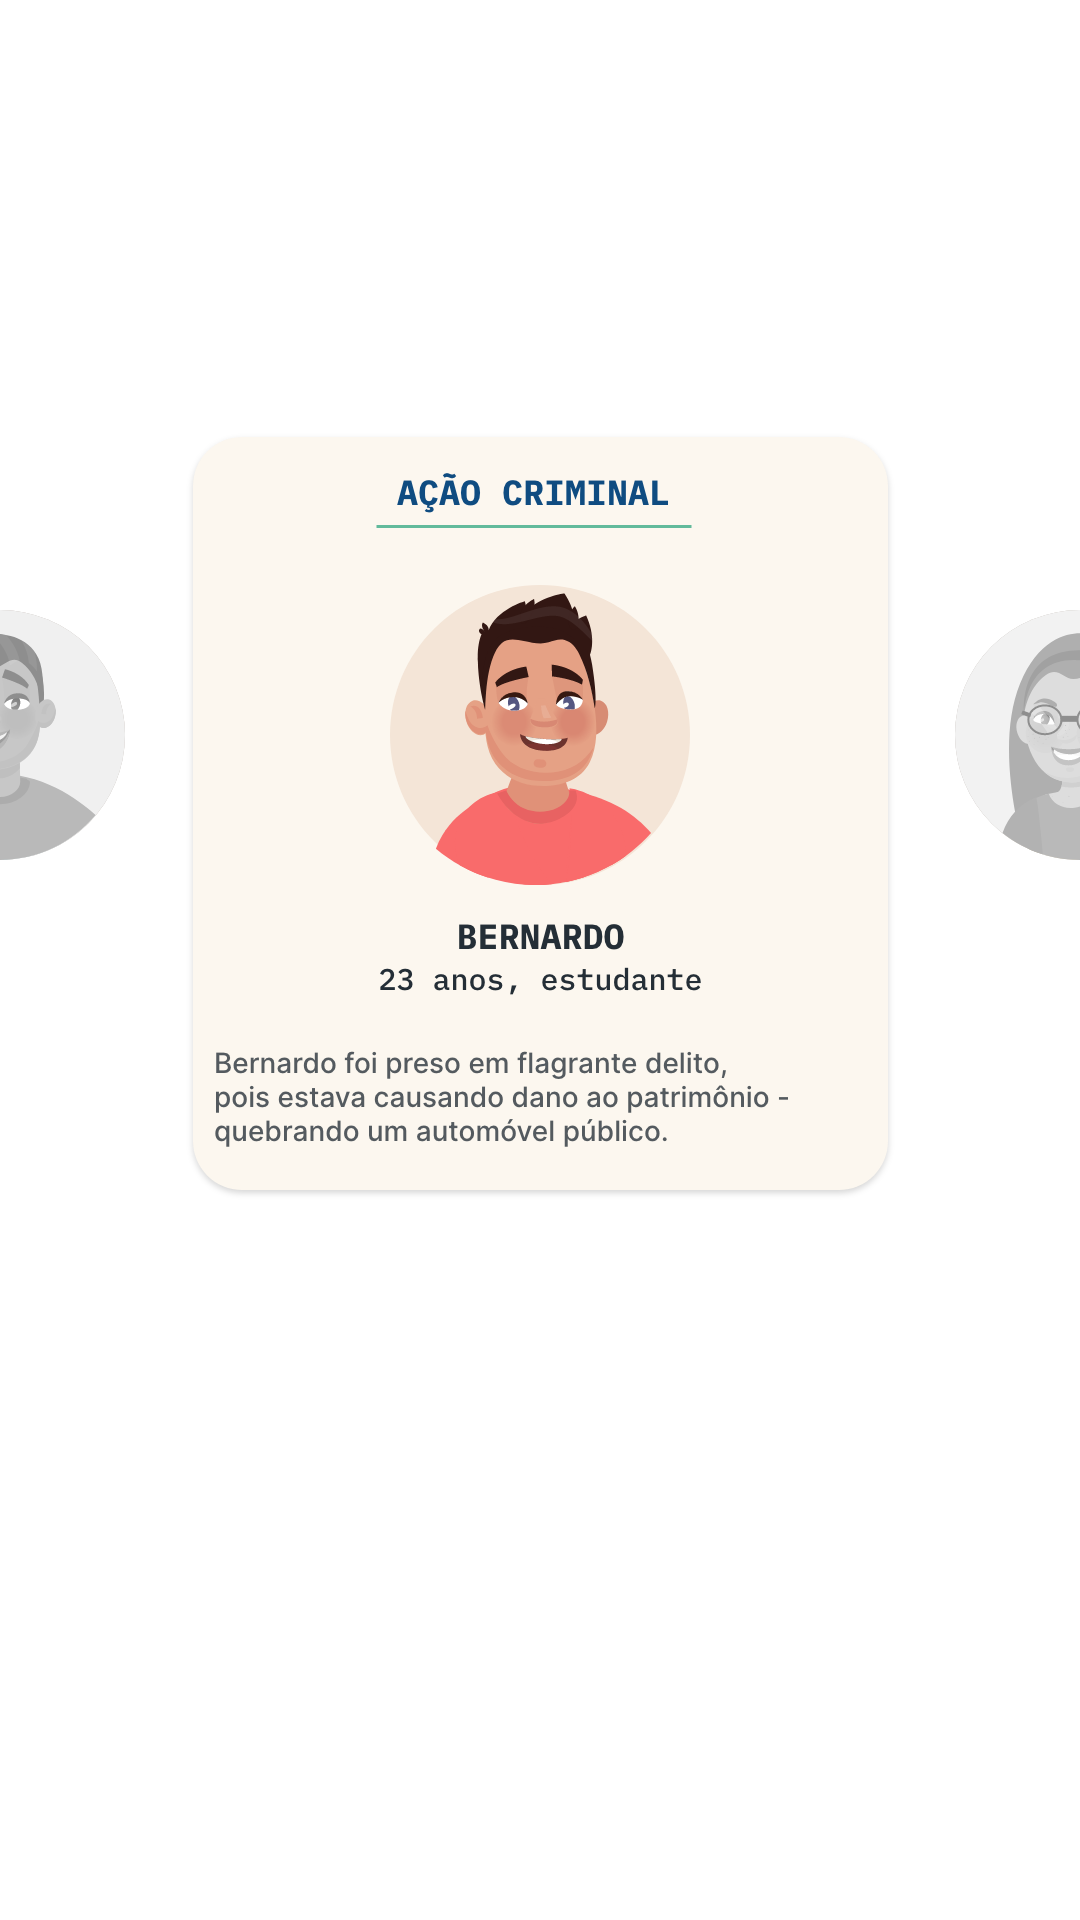 AÇÃO CRIMINAL
BERNARDO
23 anos, estudante
Bernardo foi preso em flagrante delito,
pois estava causando dano ao patrimônio -
quebrando um automóvel público.